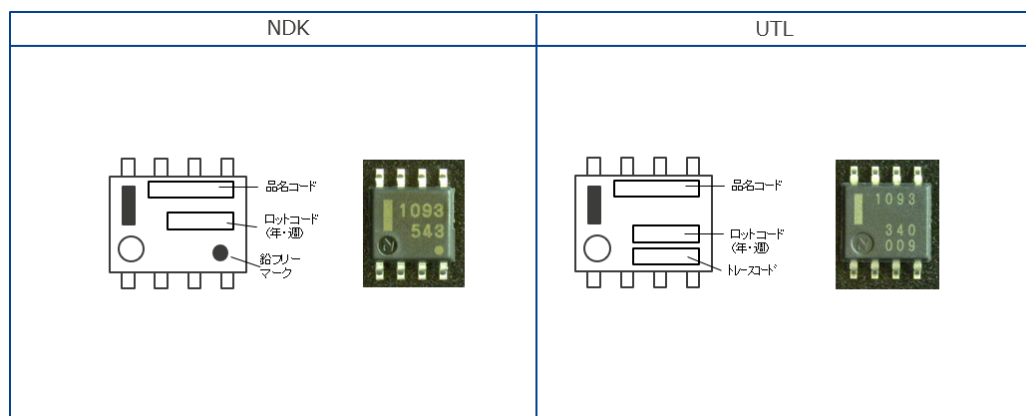 NDK
UTL
品名コード
ロットコード
(年・週)
鉛フリー
マーク
1093
543
品名コード
ロットコード
(年・週)
トレースコード
1093
340
009